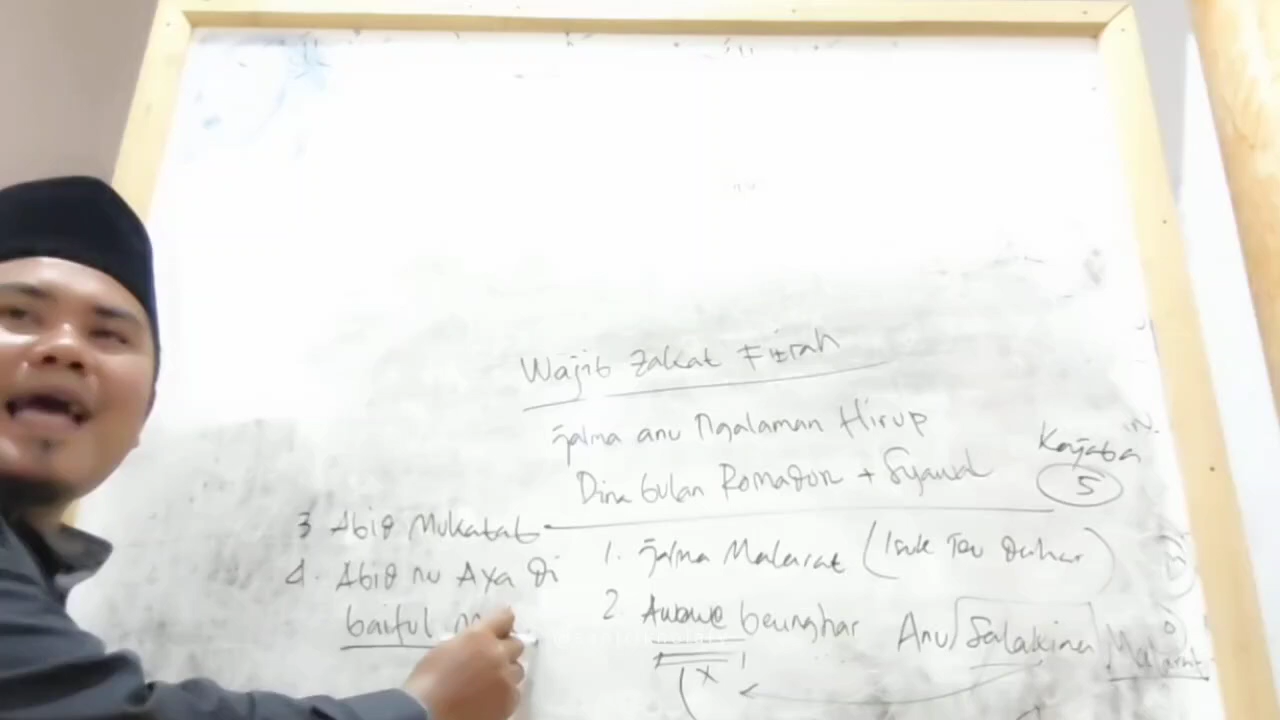 Wajib Zakat Fitrah
Jalma anu Ngalaman Hirup
Dina bulan Romadon + Syawal
Kajaba
5
1. Jalma Malarat (Isuk Teu Dahar)
2. Awewe beunghar Anu Salakina Malarat
X
3 Abid Mukatab
4. Abid nu Aya di
baitul